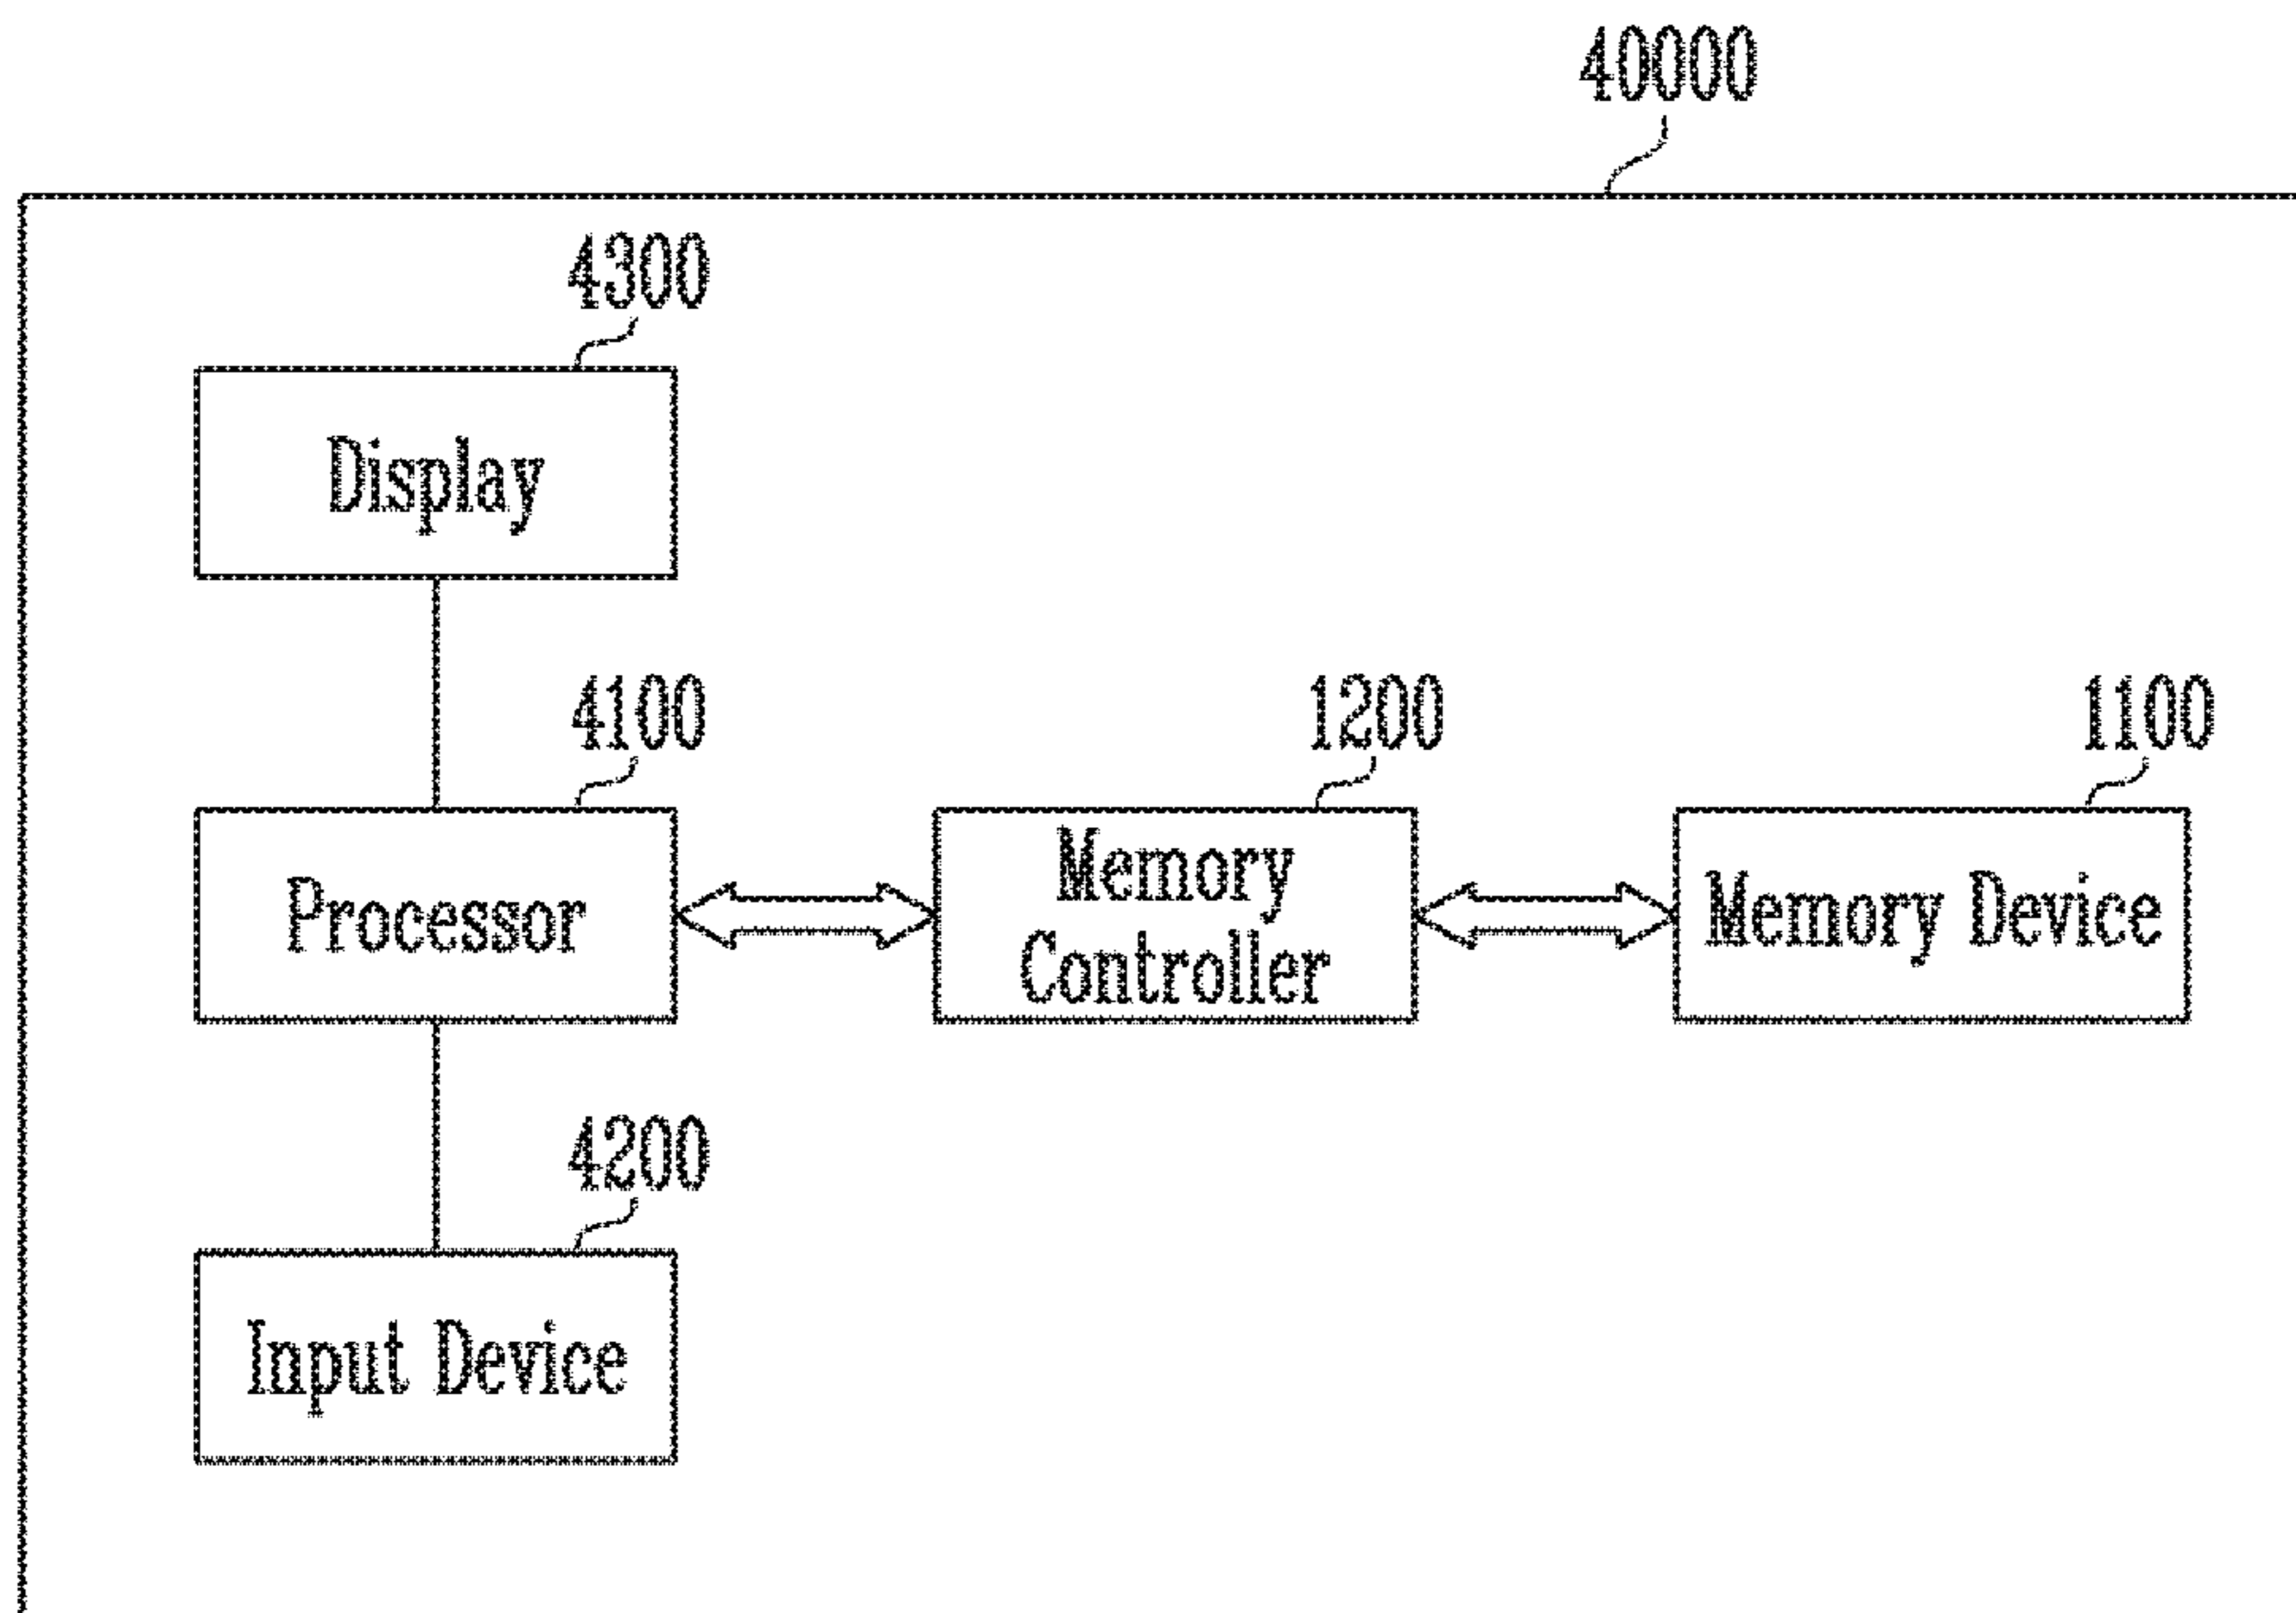 40000
4300
Display
4100
1200
1100
Processor
Memory
Controller
Memory Device
4200
Input Device